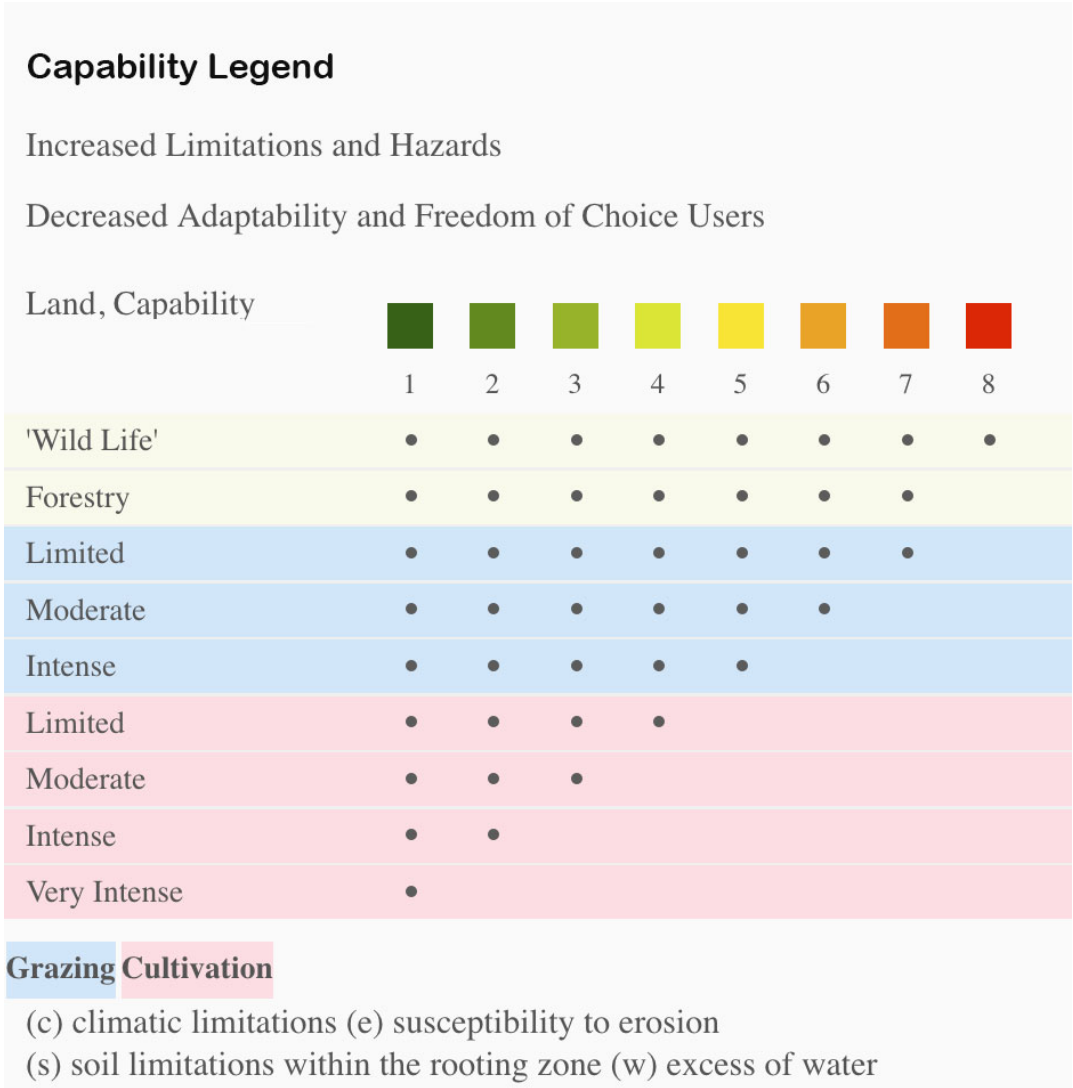 Capability Legend
Increased Limitations and Hazards
Decreased Adaptability and Freedom of Choice Users
Land, Capability
1 2 3 4 5 6 7 8
'Wild Life' • • • • • • • •
Forestry • • • • • • •
Limited • • • • • • •
Moderate • • • • • •
Intense • • • • •
Limited • • • •
Moderate • • •
Intense • •
Very Intense •
Grazing Cultivation
(c) climatic limitations (e) susceptibility to erosion
(s) soil limitations within the rooting zone (w) excess of water